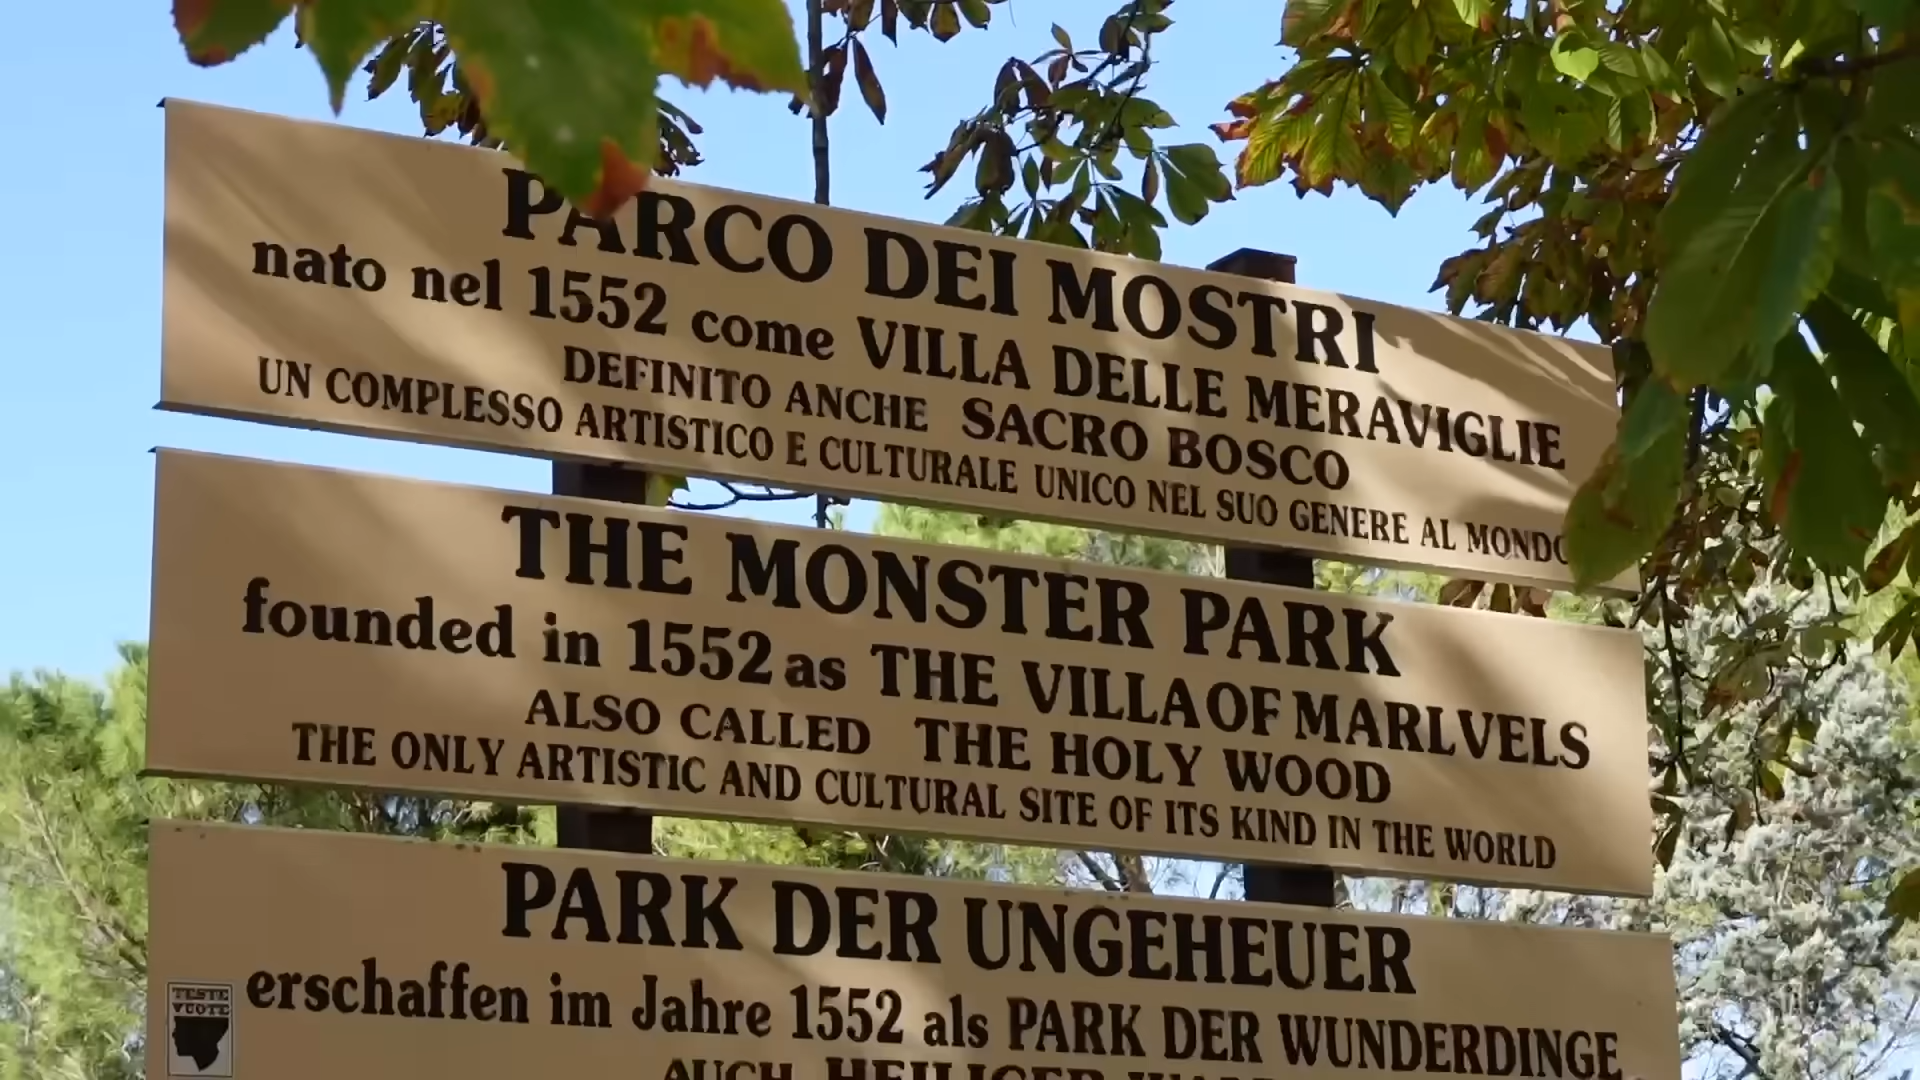 PARCO DEI MOSTRI
nato nel 1552 come VILLA DELLE MERAVIGLIE
DEFINITO ANCHE SACRO BOSCO
UN COMPLESSO ARTISTICO E CULTURALE UNICO NEL SUO GENERE AL MONDO
THE MONSTER PARK
founded in 1552 as THE VILLA OF MARLVELS
ALSO CALLED THE HOLY WOOD
THE ONLY ARTISTIC AND CULTURAL SITE OF ITS KIND IN THE WORLD
PARK DER UNGEHEUER
erschaffen im Jahre 1552 als PARK DER WUNDERDINGE
AUCH HEILIGER
TESTE
VUOTE